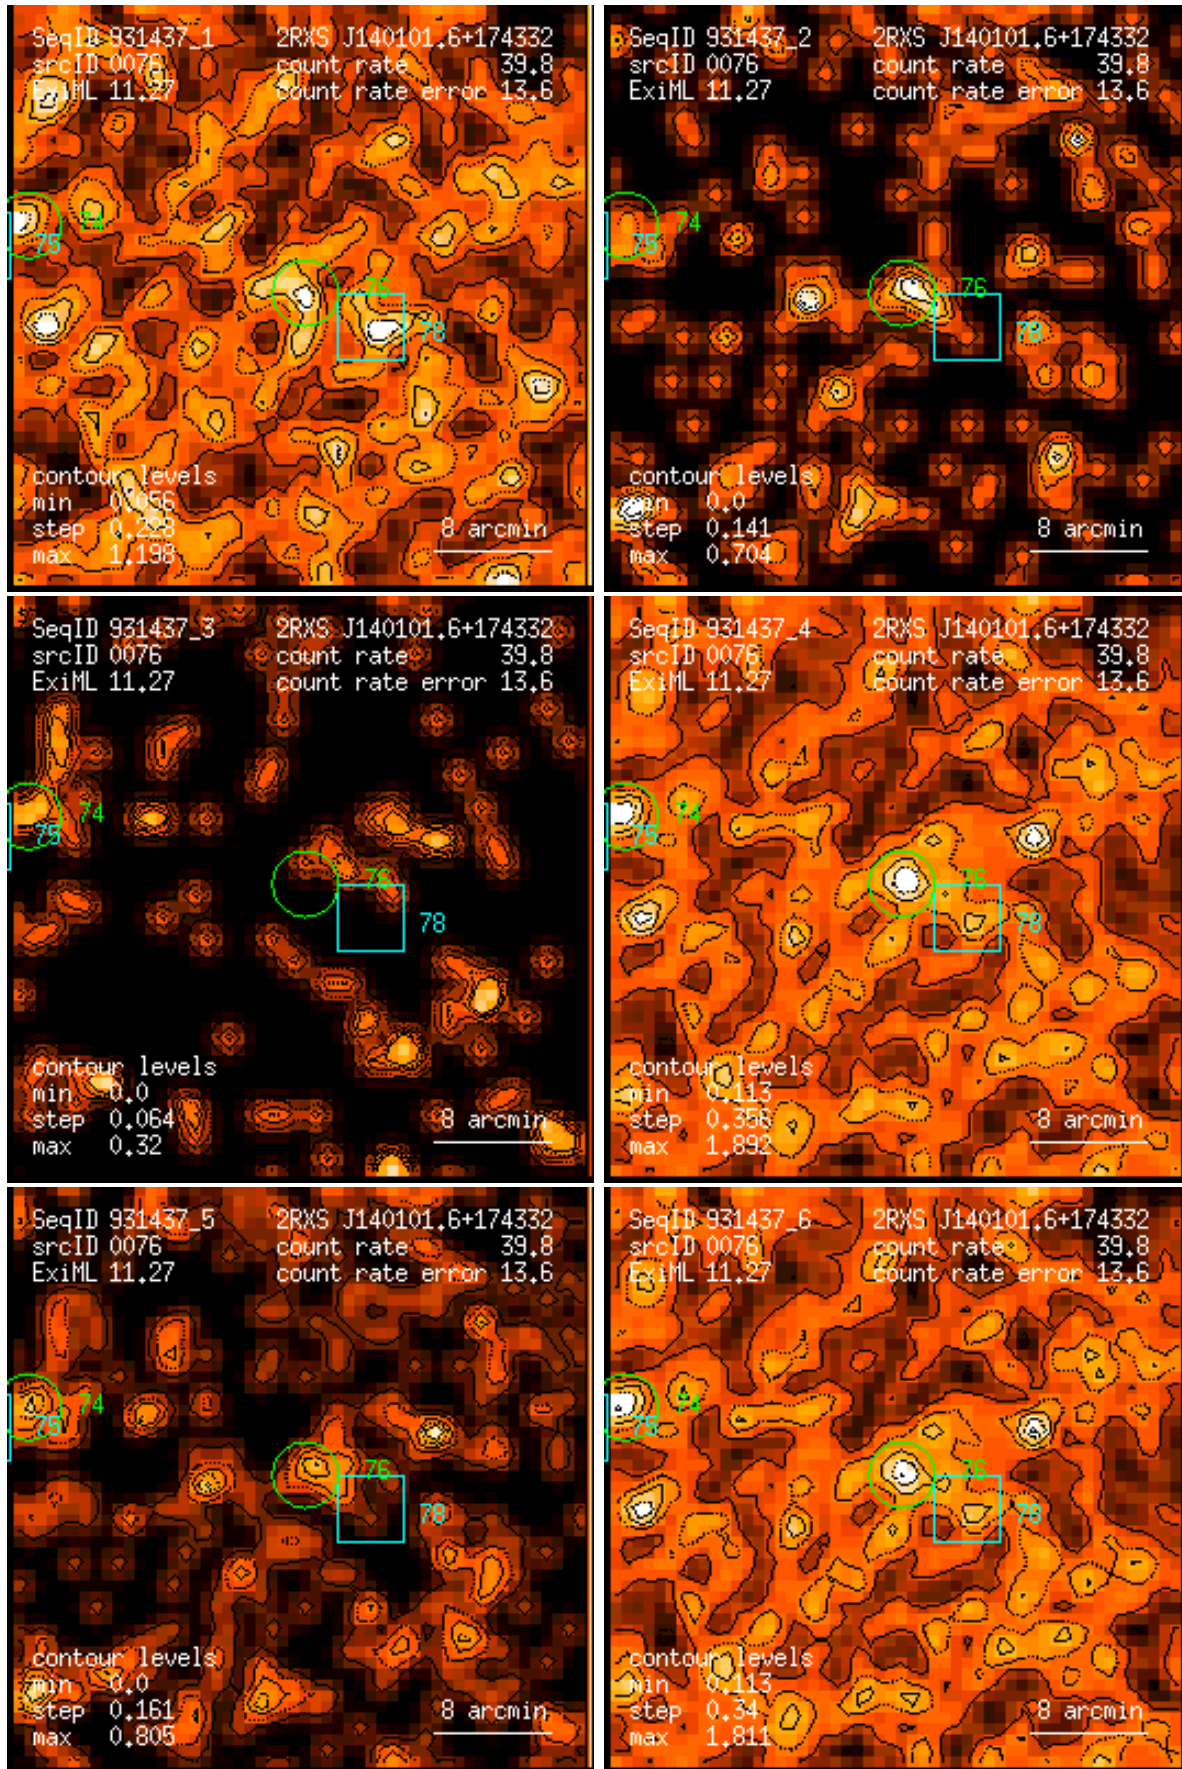 SeqID 931437_1 2RXS J140101.6+174332
srcID 0076 count rate 39.8
ExiML 11.27 count rate error 13.6
74
75
76
78
contour levels
min 0.056
step 0.228
max 1.198
8 arcmin
SeqID 931437_2 2RXS J140101.6+174332
srcID 0076 count rate 39.8
ExiML 11.27 count rate error 13.6
74
75
76
78
contour levels
min 0.0
step 0.141
max 0.704
8 arcmin
SeqID 931437_3 2RXS J140101.6+174332
srcID 0076 count rate 39.8
ExiML 11.27 count rate error 13.6
74
75
76
78
contour levels
min 0.0
step 0.064
max 0.32
8 arcmin
SeqID 931437_4 2RXS J140101.6+174332
srcID 0076 count rate 39.8
ExiML 11.27 count rate error 13.6
74
75
76
78
contour levels
min 0.113
step 0.356
max 1.892
8 arcmin
SeqID 931437_5 2RXS J140101.6+174332
srcID 0076 count rate 39.8
ExiML 11.27 count rate error 13.6
74
75
76
78
contour levels
min 0.0
step 0.161
max 0.805
8 arcmin
SeqID 931437_6 2RXS J140101.6+174332
srcID 0076 count rate 39.8
ExiML 11.27 count rate error 13.6
74
75
76
78
contour levels
min 0.113
step 0.34
max 1.811
8 arcmin